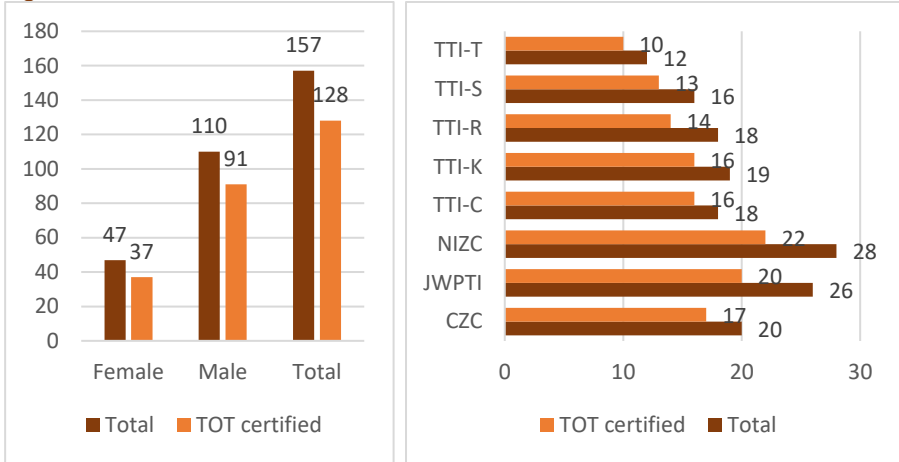 180
160
140
120
100
80
60
40
20
0
157
128
110
91
47
37
Female Male Total
Total TOT certified
TTI-T 10
12
TTI-S 13
16
TTI-R 14
18
TTI-K 16
19
TTI-C 16
18
NIZC 22
28
JWPTI 20
26
CZC 17
20
0 10 20 30
TOT certified Total